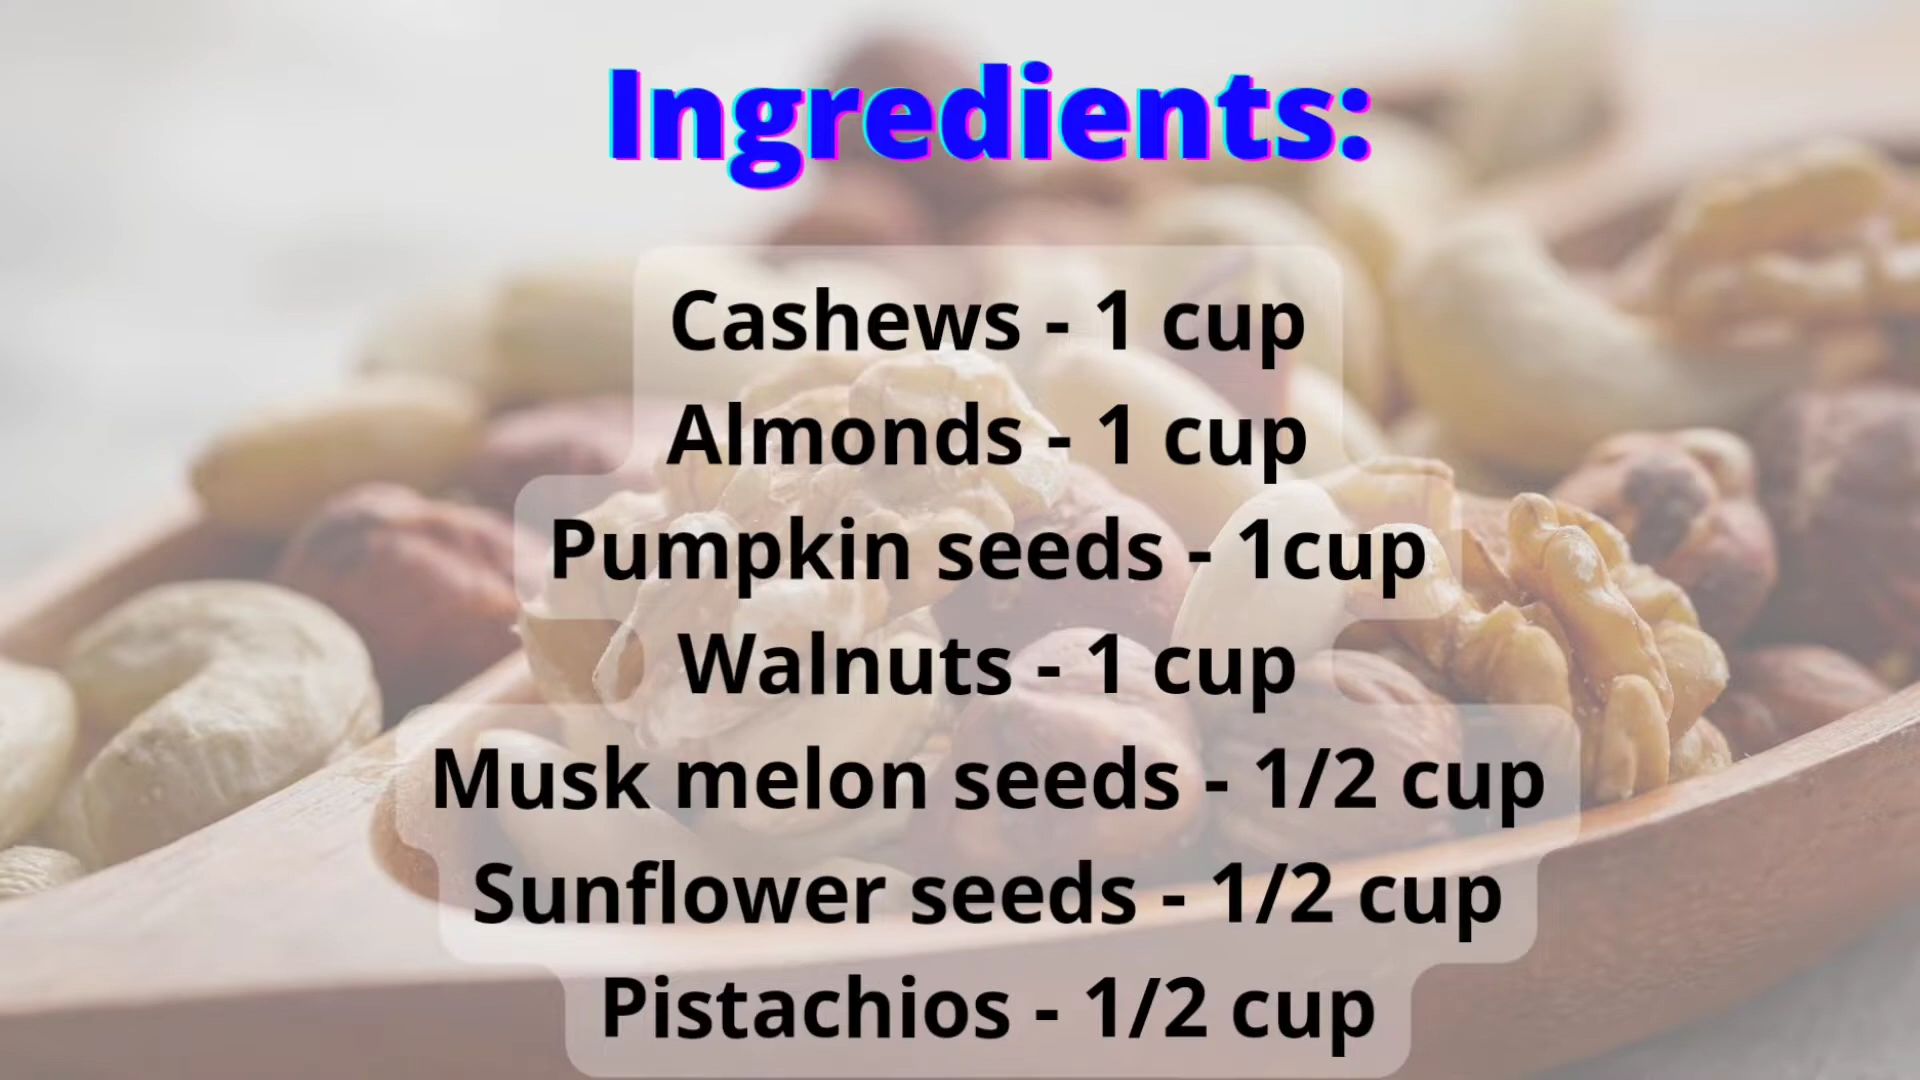 Ingredients:
Cashews - 1 cup
Almonds - 1 cup
Pumpkin seeds - 1cup
Walnuts - 1 cup
Musk melon seeds - 1/2 cup
Sunflower seeds - 1/2 cup
Pistachios - 1/2 cup